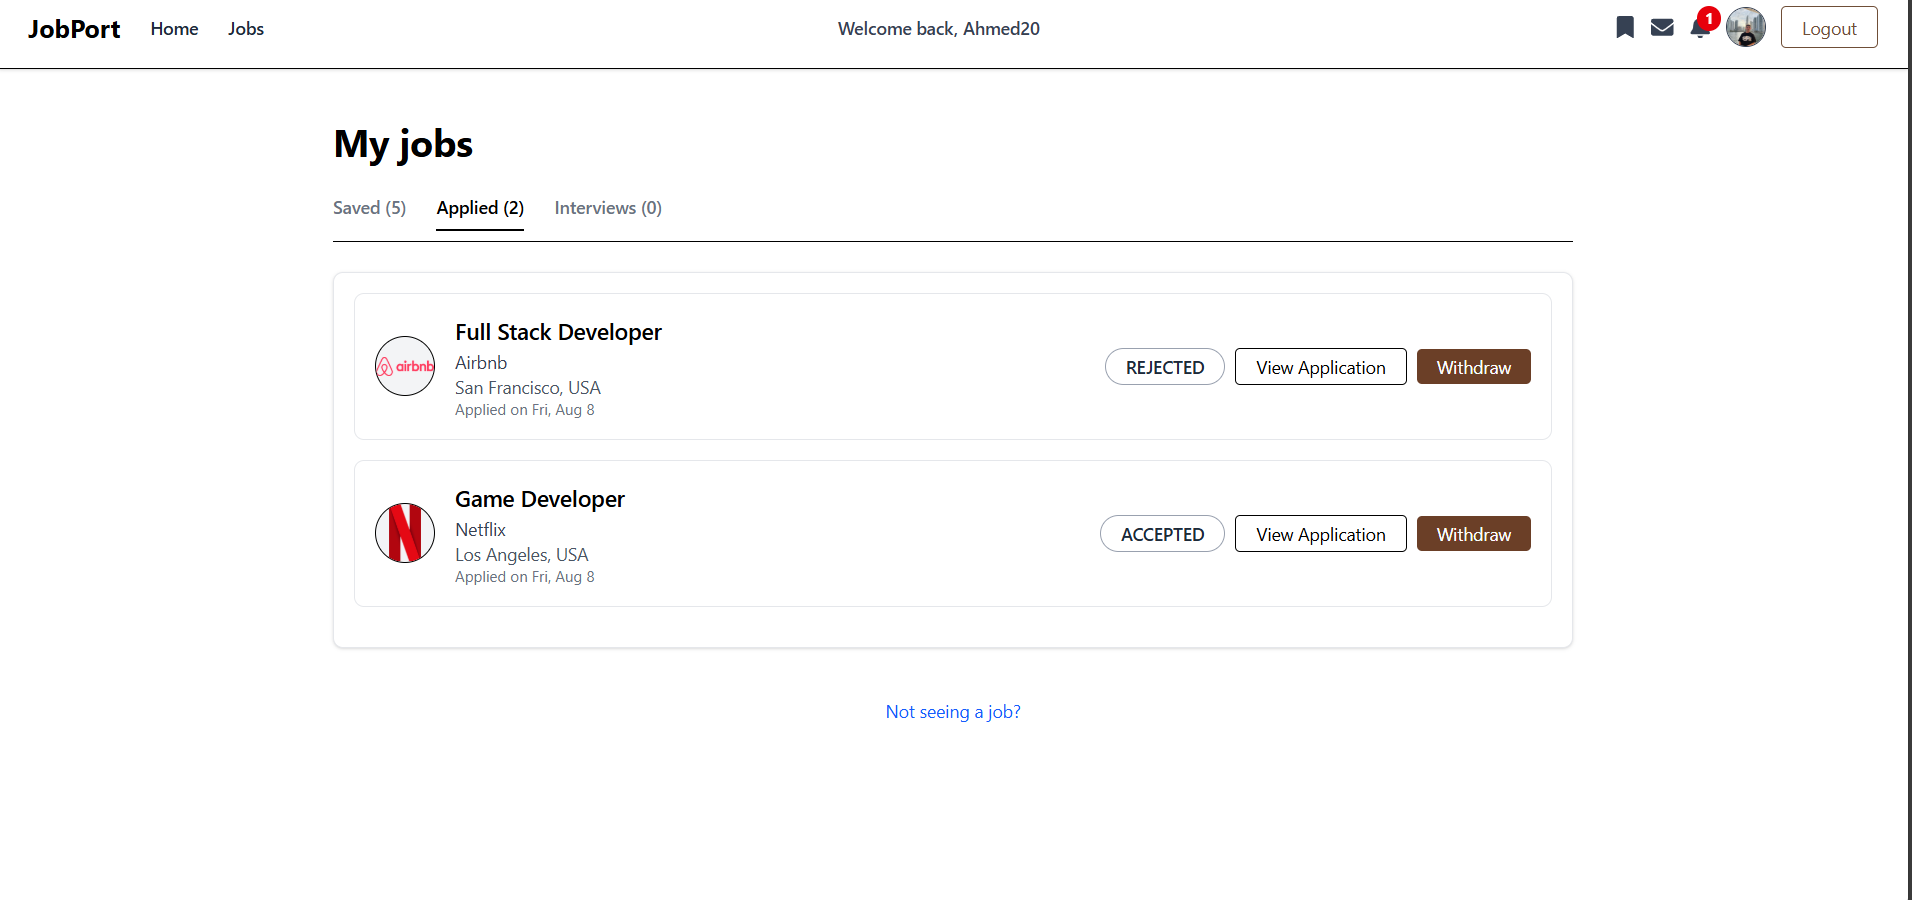 JobPort Home Jobs Welcome back, Ahmed20 1 Logout
My jobs
Saved (5) Applied (2) Interviews (0)
Full Stack Developer
airbnb
Airbnb
San Francisco, USA
Applied on Fri, Aug 8
REJECTED View Application Withdraw
Game Developer
N
Netflix
Los Angeles, USA
Applied on Fri, Aug 8
ACCEPTED View Application Withdraw
Not seeing a job?